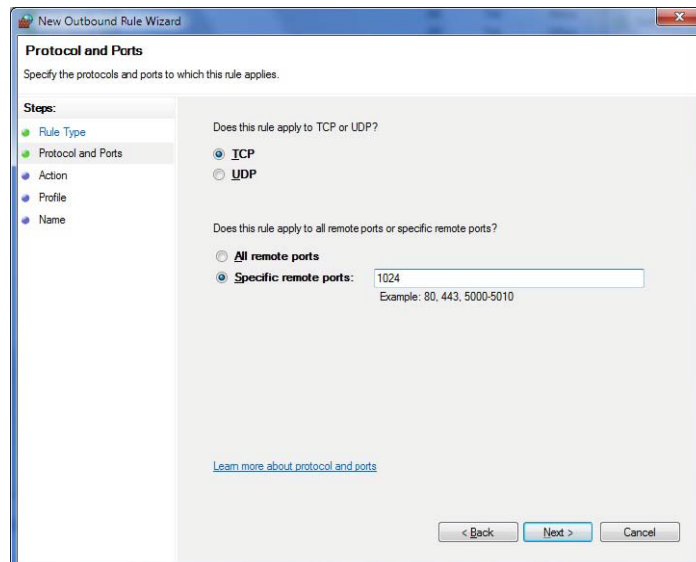 New Outbound Rule Wizard
Protocol and Ports
Specify the protocols and ports to which this rule applies.
Steps:
Rule Type
Protocol and Ports
Action
Profile
Name
Does this rule apply to TCP or UDP?
TCP
UDP
Does this rule apply to all remote ports or specific remote ports?
All remote ports
Specific remote ports: 1024
Example: 80, 443, 5000-5010
Learn more about protocol and ports
< Back Next > Cancel